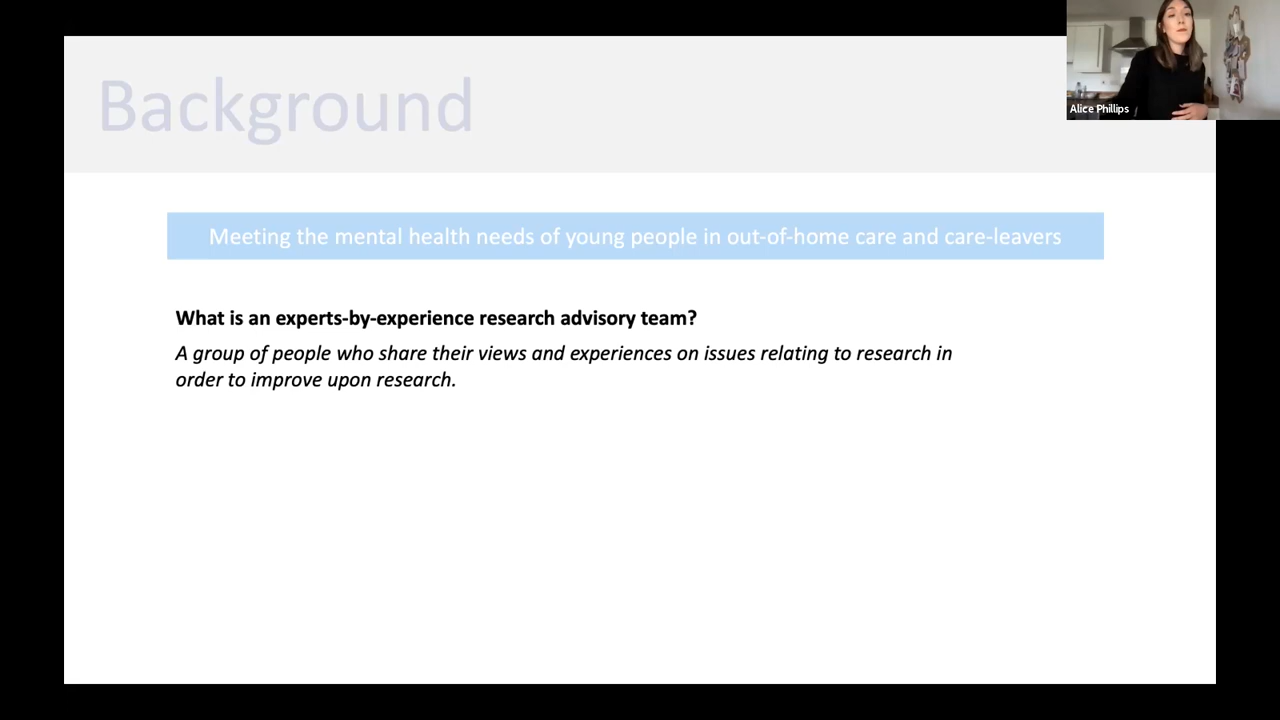 Background
Alice Phillips
Meeting the mental health needs of young people in out-of-home care and care-leavers
What is an experts-by-experience research advisory team?
A group of people who share their views and experiences on issues relating to research in
order to improve upon research.